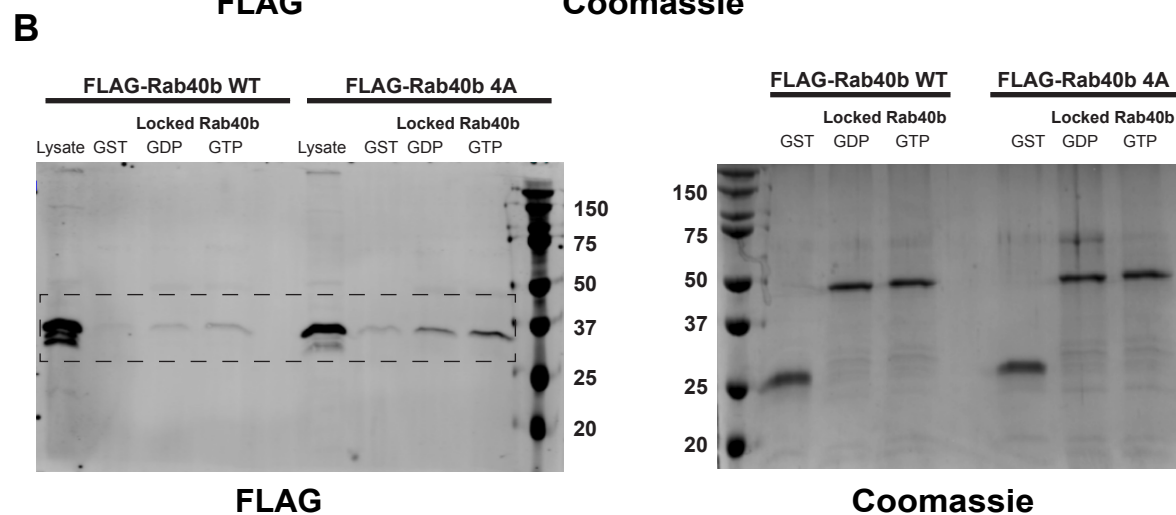 FLAG Coomassie
B
FLAG-Rab40b WT FLAG-Rab40b 4A
Locked Rab40b Locked Rab40b
Lysate GST GDP GTP Lysate GST GDP GTP
150
75
50
37
25
20
FLAG
FLAG-Rab40b WT FLAG-Rab40b 4A
Locked Rab40b Locked Rab40b
GST GDP GTP GST GDP GTP
150
75
50
37
25
20
Coomassie